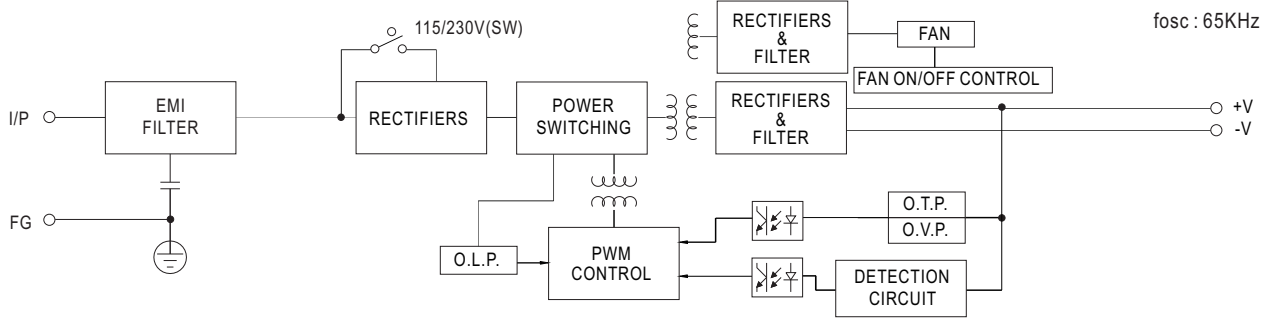 fosc : 65KHz
115/230V(SW)
RECTIFIERS
&
FILTER
FAN
FAN ON/OFF CONTROL
I/P
EMI
FILTER
RECTIFIERS
POWER
SWITCHING
RECTIFIERS
&
FILTER
+V
-V
FG
O.L.P.
PWM
CONTROL
O.T.P.
O.V.P.
DETECTION
CIRCUIT